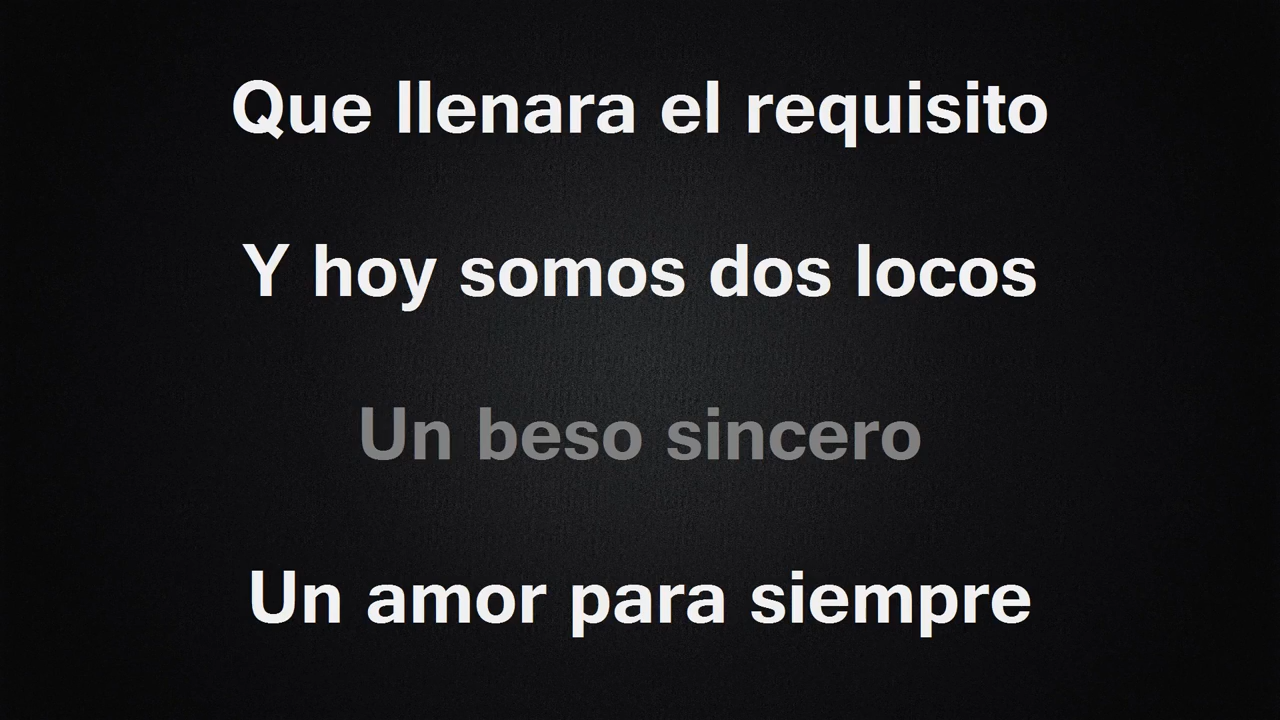 Que llenara el requisito
Y hoy somos dos locos
Un beso sincero
Un amor para siempre